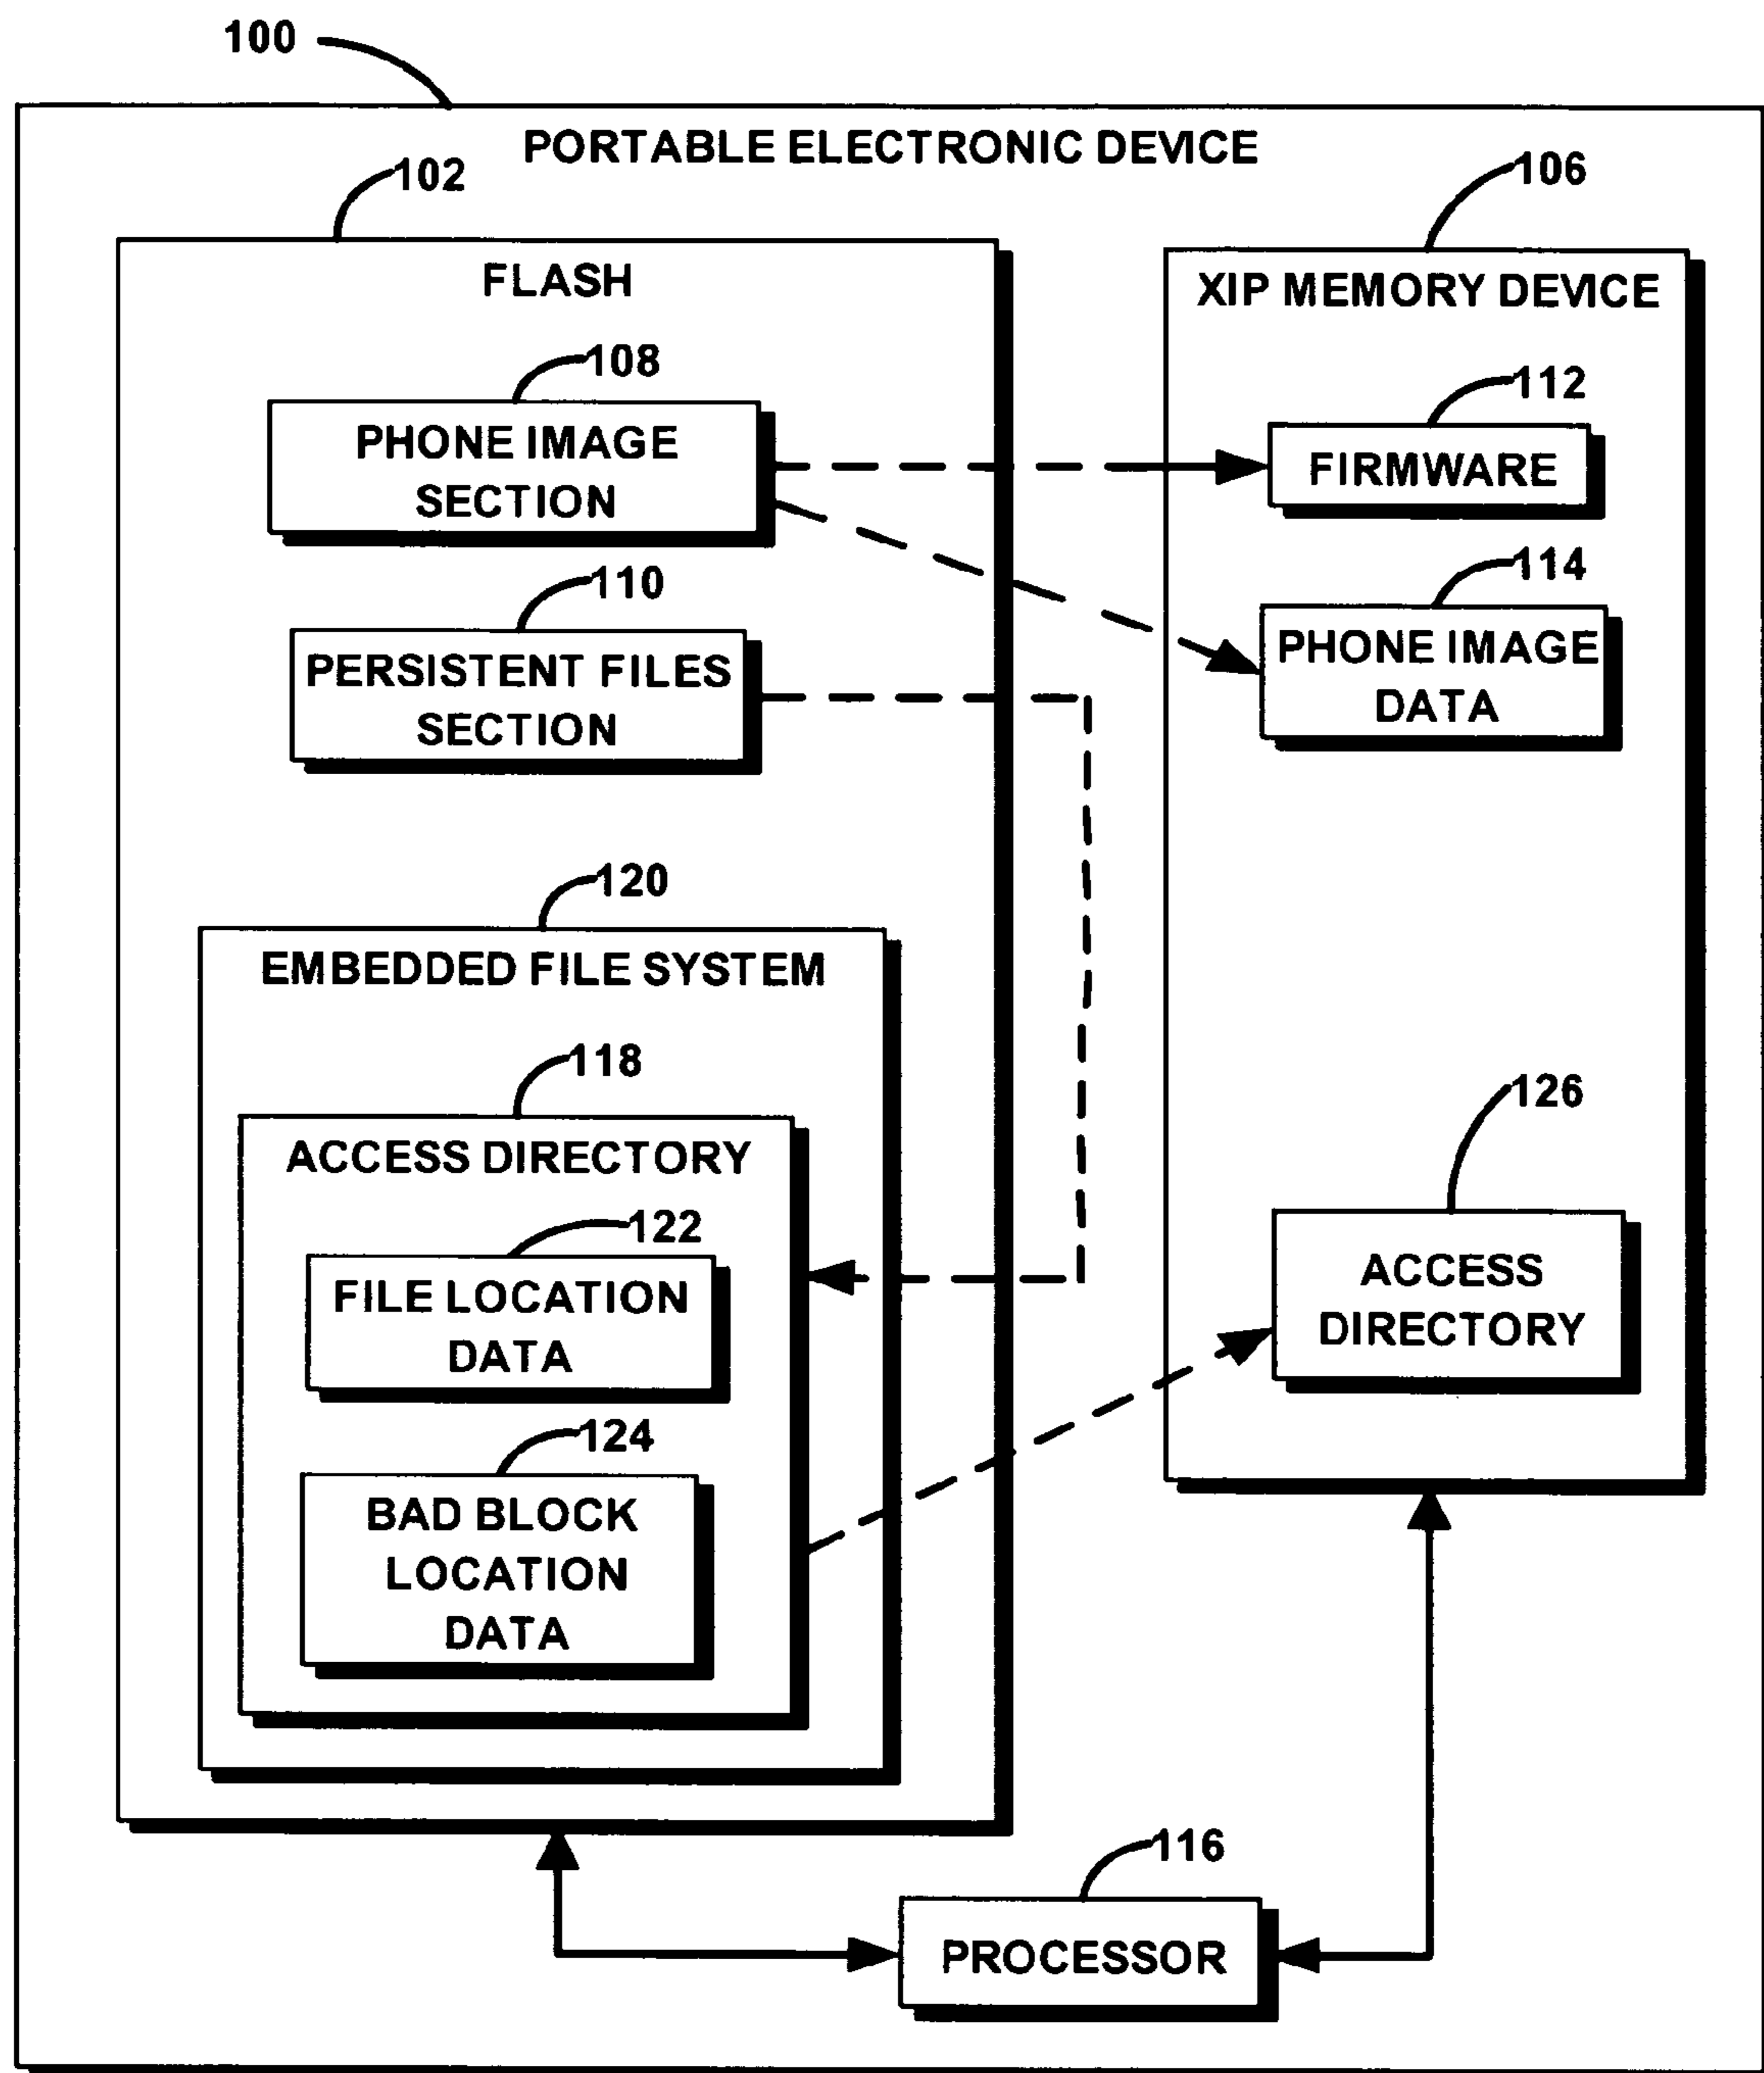 100
PORTABLE ELECTRONIC DEVICE
102
106
FLASH
XIP MEMORY DEVICE
108
PHONE IMAGE
SECTION
112
FIRMWARE
110
PERSISTENT FILES
SECTION
114
PHONE IMAGE
DATA
120
EMBEDDED FILE SYSTEM
118
ACCESS DIRECTORY
122
FILE LOCATION
DATA
124
BAD BLOCK
LOCATION
DATA
126
ACCESS
DIRECTORY
116
PROCESSOR